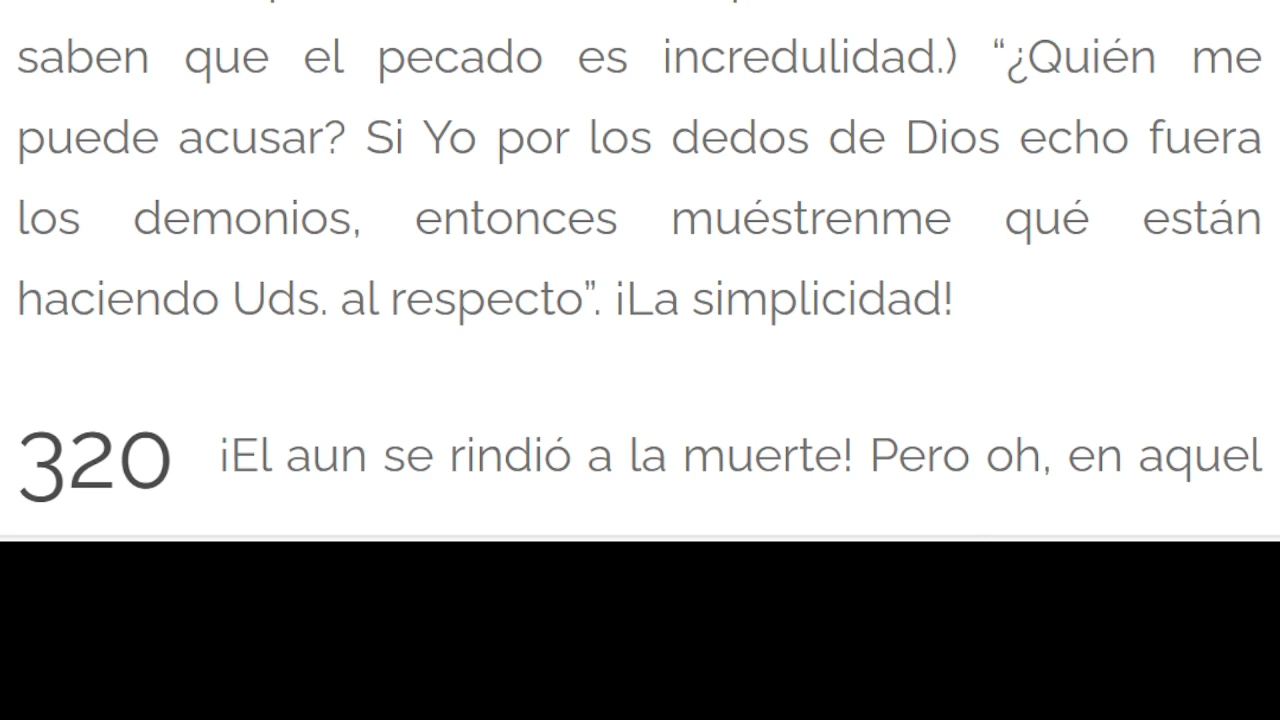 saben que el pecado es incredulidad.) “¿Quién me
puede acusar? Si Yo por los dedos de Dios echo fuera
los demonios, entonces muéstrenme qué están
haciendo Uds. al respecto”. ¡La simplicidad!
320 ¡El aun se rindió a la muerte! Pero oh, en aquel